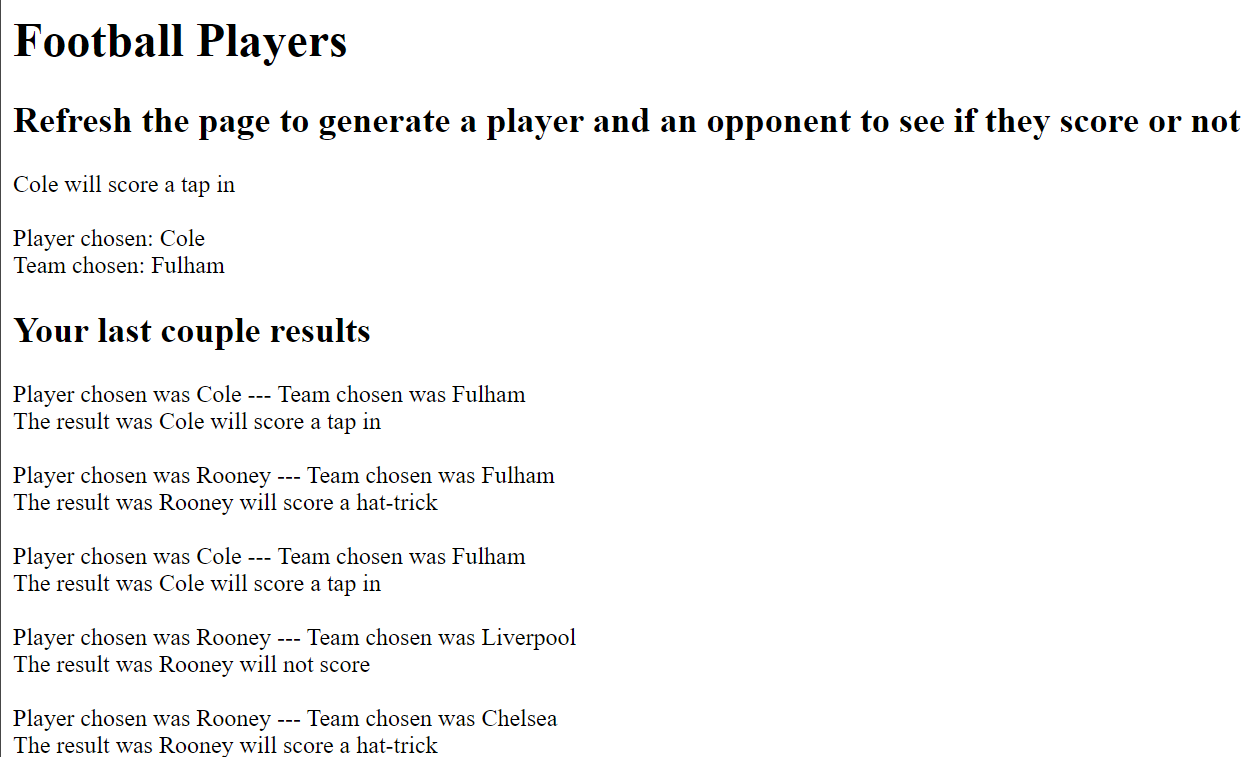 Football Players
Refresh the page to generate a player and an opponent to see if they score or not
Cole will score a tap in
Player chosen: Cole
Team chosen: Fulham
Your last couple results
Player chosen was Cole --- Team chosen was Fulham
The result was Cole will score a tap in
Player chosen was Rooney --- Team chosen was Fulham
The result was Rooney will score a hat-trick
Player chosen was Cole --- Team chosen was Fulham
The result was Cole will score a tap in
Player chosen was Rooney --- Team chosen was Liverpool
The result was Rooney will not score
Player chosen was Rooney --- Team chosen was Chelsea
The result was Rooney will score a hat-trick